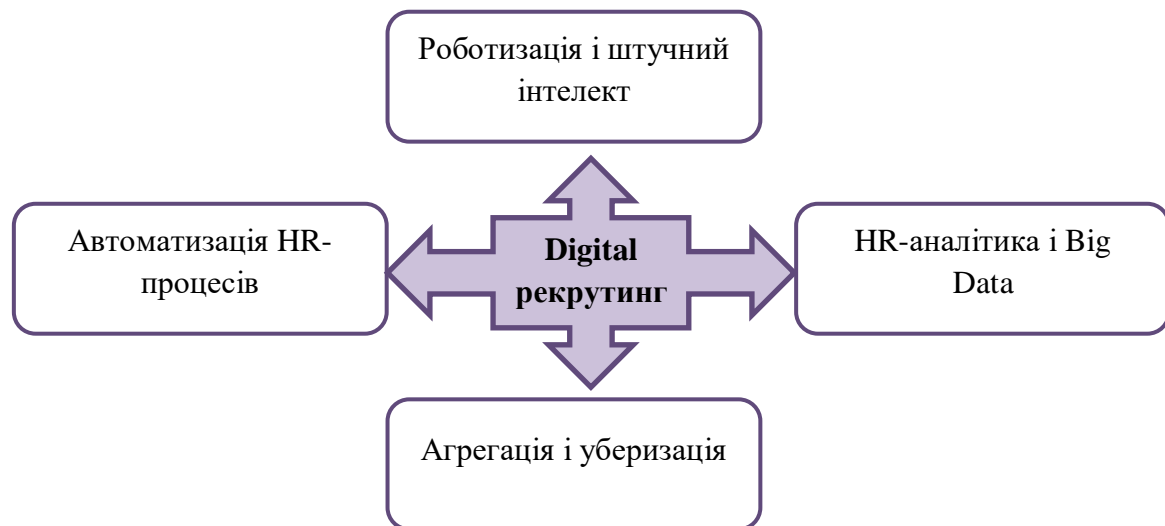 Роботизація і штучний
інтелект
Автоматизація HR-
процесів
Digital
рекрутинг
HR-аналітика і Big
Data
Агрегація і уберизація